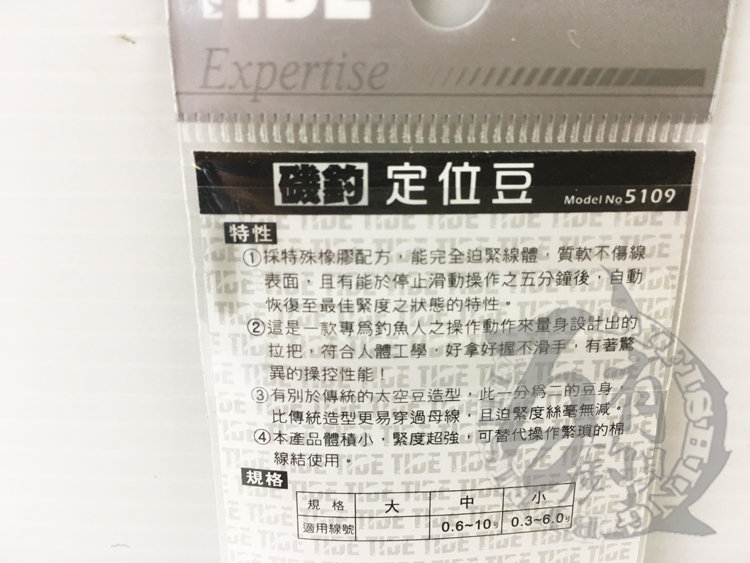 TIDE
Expertise
磯釣 定位豆 Model No 5109
特性
①採特殊橡膠配方，能完全迫緊線體，質軟不傷線
表面，且有能於停止滑動操作之五分鐘後，自動
恢復至最佳緊度之狀態的特性。
②這是一款專為釣魚人之操作動作來量身設計出的
拉把，符合人體工學，好拿好握不滑手，有著驚
異的操控性能！
③有別於傳統的太空豆造型，此一分為二的豆身，
比傳統造型更易穿過母線，且迫緊度絲毫無減。
④本產品體積小，緊度超強，可替代操作繁瑣的棉
線結使用。
規格
規格 大 中 小
適用線號 0.6~10号 0.3~6.0号